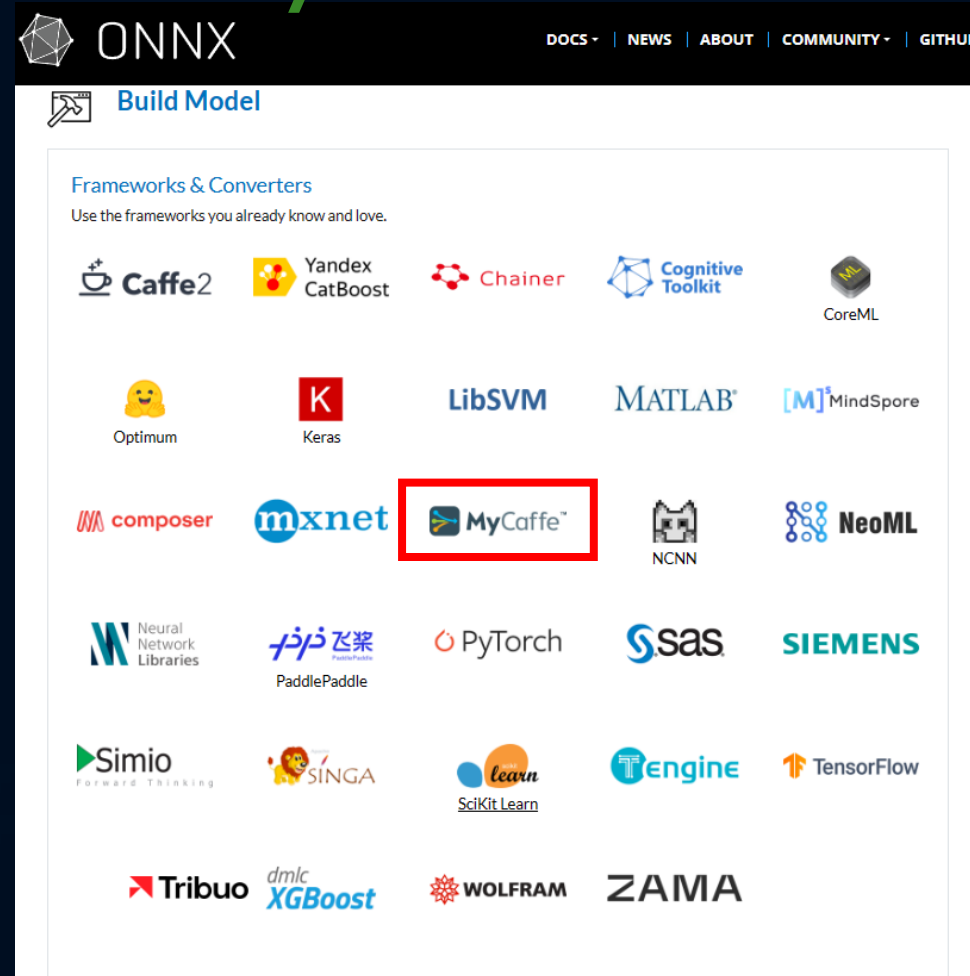 ONNX
DOCS
NEWS
ABOUT
COMMUNITY
Build Model
Frameworks & Converters
Use the frameworks you already know and love.
Caffe2
Yandex
CatBoost
Chainer
Cognitive
Toolkit
ML
CoreML
Optimum
K
Keras
LibSVM
MATLAB®
[M]ˢ MindSpore
composer
mxnet
MyCaffe™
NCNN
NeoML
Neural
Network
Libraries
飞桨
PaddlePaddle
PaddlePaddle
PyTorch
sas
SIEMENS
Simio
Forward Thinking
SINGA
learn
SciKit Learn
Tengine
TensorFlow
Tribuo
dmlc
XGBoost
WOLFRAM
ZAMA